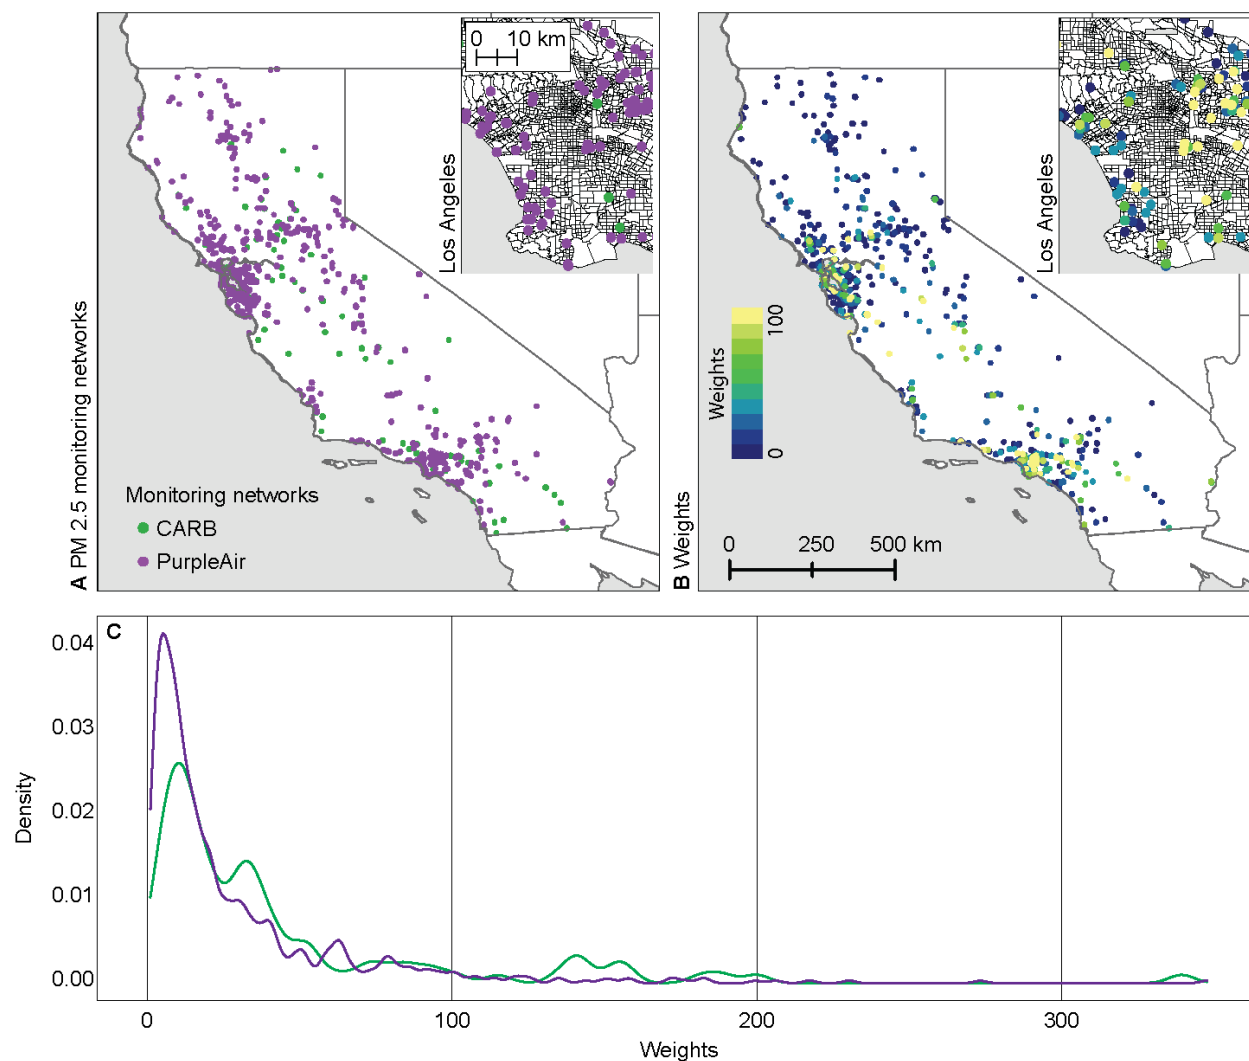 A PM 2.5 monitoring networks
0 10 km
Los Angeles
Monitoring networks
CARB
PurpleAir
B Weights
Los Angeles
Weights
100
0
0 250 500 km
C
Density
0.04
0.03
0.02
0.01
0.00
0 100 200 300
Weights